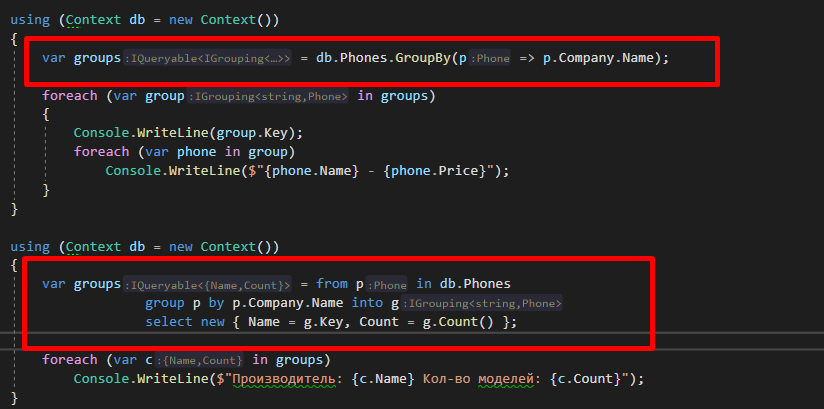 using (Context db = new Context())
{
var groups :IQueryable<IGrouping<…>> = db.Phones.GroupBy(p :Phone => p.Company.Name);
foreach (var group :IGrouping<string,Phone> in groups)
{
Console.WriteLine(group.Key);
foreach (var phone in group)
Console.WriteLine($"{phone.Name} - {phone.Price}");
}
}
using (Context db = new Context())
{
var groups :IQueryable<{Name,Count}> = from p :Phone in db.Phones
group p by p.Company.Name into g :IGrouping<string,Phone>
select new { Name = g.Key, Count = g.Count() };
foreach (var c :{Name,Count} in groups)
Console.WriteLine($"Производитель: {c.Name} Кол-во моделей: {c.Count}");
}